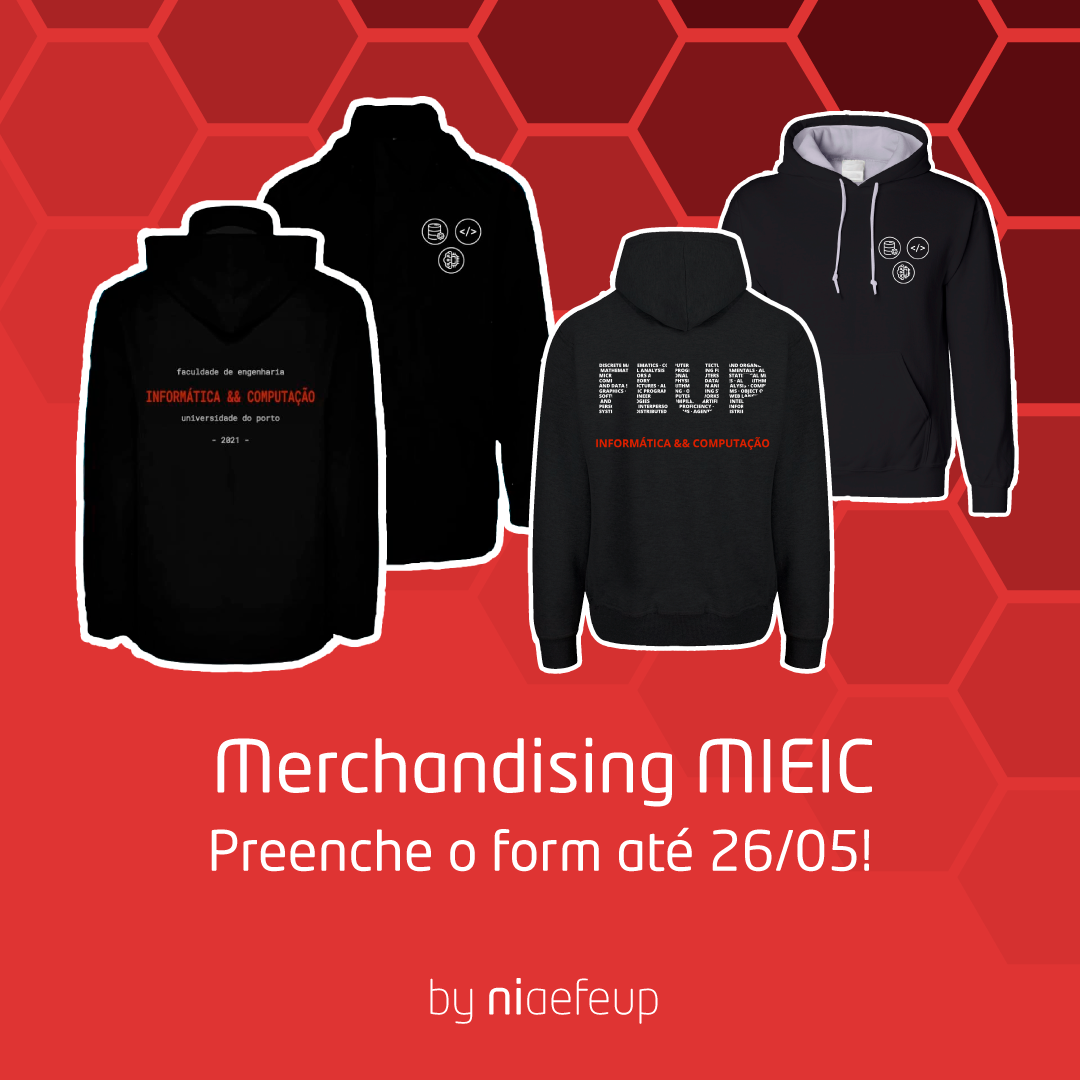 </>
</>
faculdade de engenharia
INFORMÁTICA && COMPUTAÇÃO
universidade do porto
- 2021 -
FEUP
INFORMÁTICA && COMPUTAÇÃO
Merchandising MIEIC
Preenche o form até 26/05!
by niaefeup